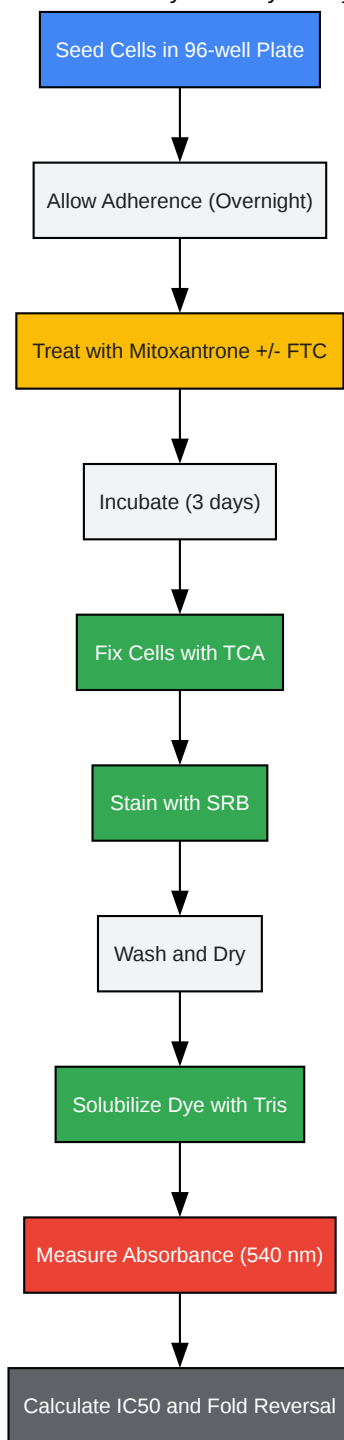 Seed Cells in 96-well Plate
Allow Adherence (Overnight)
Treat with Mitoxantrone +/- FTC
Incubate (3 days)
Fix Cells with TCA
Stain with SRB
Wash and Dry
Solubilize Dye with Tris
Measure Absorbance (540 nm)
Calculate IC50 and Fold Reversal